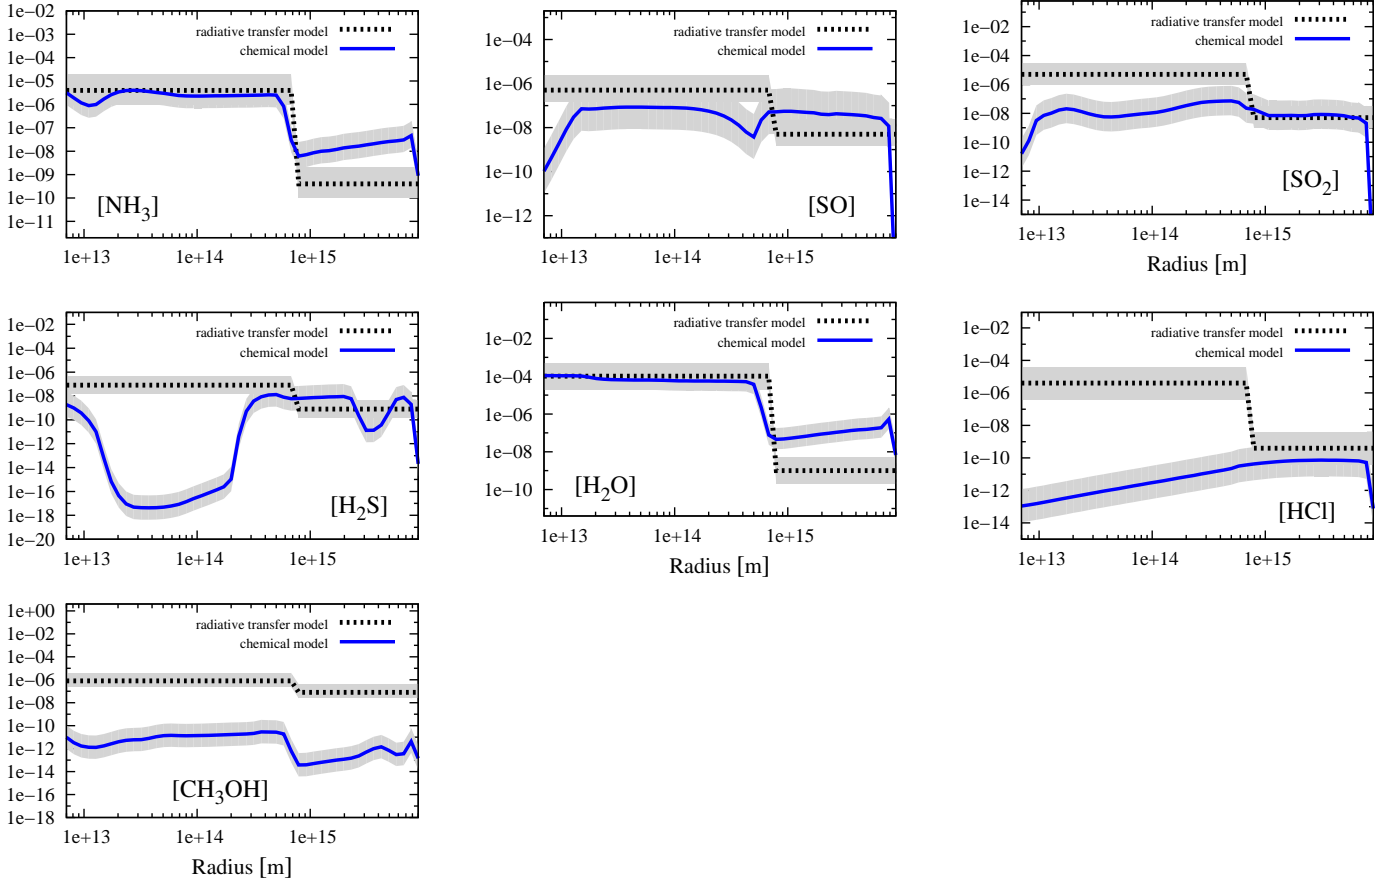 1e−02
1e−03
1e−04
1e−05
1e−06
1e−07
1e−08
1e−09
1e−10
1e−11
radiative transfer model
chemical model
[NH3]
1e+13 1e+14 1e+15
1e−04
1e−06
1e−08
1e−10
1e−12
radiative transfer model
chemical model
[SO]
1e+13 1e+14 1e+15
1e−02
1e−04
1e−06
1e−08
1e−10
1e−12
1e−14
radiative transfer model
chemical model
[SO2]
1e+13 1e+14 1e+15
Radius [m]
1e−02
1e−04
1e−06
1e−08
1e−10
1e−12
1e−14
1e−16
1e−18
1e−20
radiative transfer model
chemical model
[H2S]
1e+13 1e+14 1e+15
1e−02
1e−04
1e−06
1e−08
1e−10
radiative transfer model
chemical model
[H2O]
1e+13 1e+14 1e+15
Radius [m]
1e−02
1e−04
1e−06
1e−08
1e−10
1e−12
1e−14
radiative transfer model
chemical model
[HCl]
1e+13 1e+14 1e+15
Radius [m]
1e+00
1e−02
1e−04
1e−06
1e−08
1e−10
1e−12
1e−14
1e−16
1e−18
radiative transfer model
chemical model
[CH3OH]
1e+13 1e+14 1e+15
Radius [m]